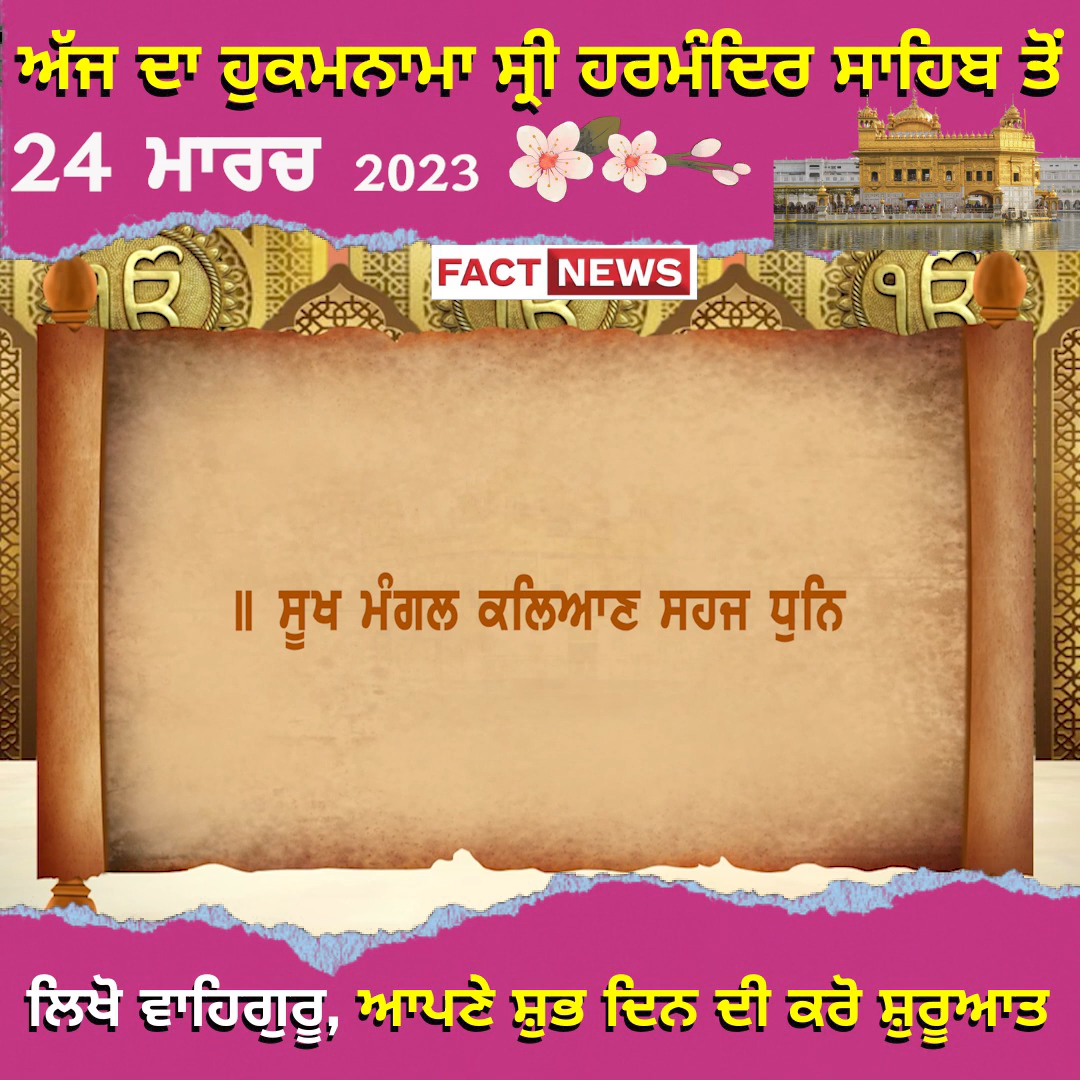 ਅੱਜ ਦਾ ਹੁਕਮਨਾਮਾ ਸ੍ਰੀ ਹਰਮੰਦਿਰ ਸਾਹਿਬ ਤੋਂ
24 ਮਾਰਚ 2023
FACT NEWS
ੴ ੴ ੴ
॥ ਸੂਖ ਮੰਗਲ ਕਲਿਆਣ ਸਹਜ ਧੁਨਿ
ਲਿਖੋ ਵਾਹਿਗੁਰੂ, ਆਪਣੇ ਸ਼ੁਭ ਦਿਨ ਦੀ ਕਰੋ ਸ਼ੁਰੂਆਤ